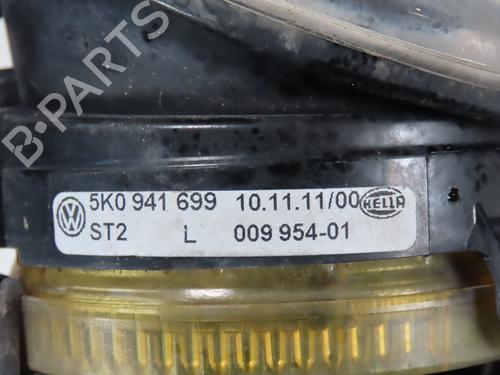 B-PARTS
5K0 941 699 10.11.11/00 HELLA
ST2 L 009 954-01